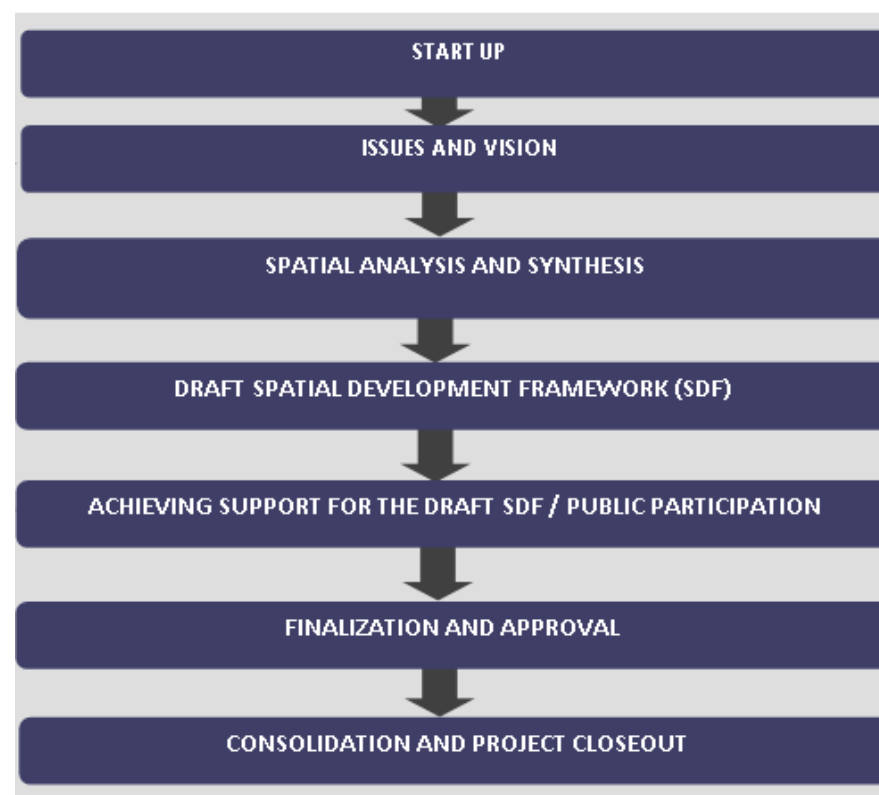 START UP
ISSUES AND VISION
SPATIAL ANALYSIS AND SYNTHESIS
DRAFT SPATIAL DEVELOPMENT FRAMEWORK (SDF)
ACHIEVING SUPPORT FOR THE DRAFT SDF / PUBLIC PARTICIPATION
FINALIZATION AND APPROVAL
CONSOLIDATION AND PROJECT CLOSEOUT